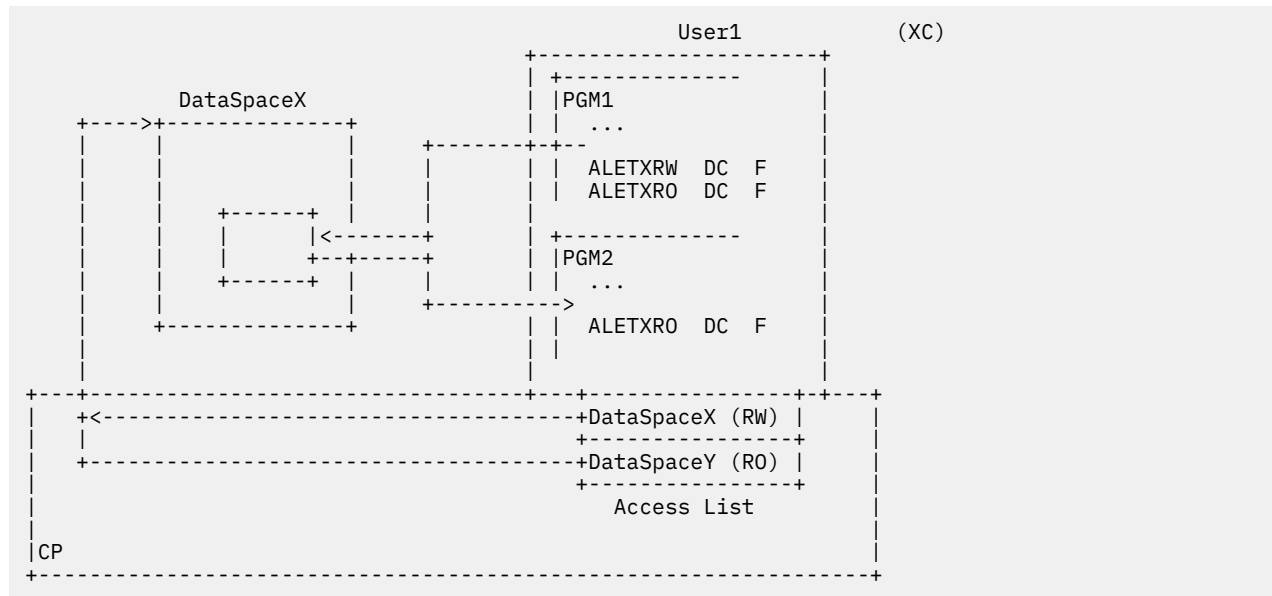 User1 (XC)
DataSpaceX
PGM1
...
ALETXRW DC F
ALETXRO DC F
PGM2
...
ALETXRO DC F
DataSpaceX (RW)
DataSpaceY (RO)
Access List
CP